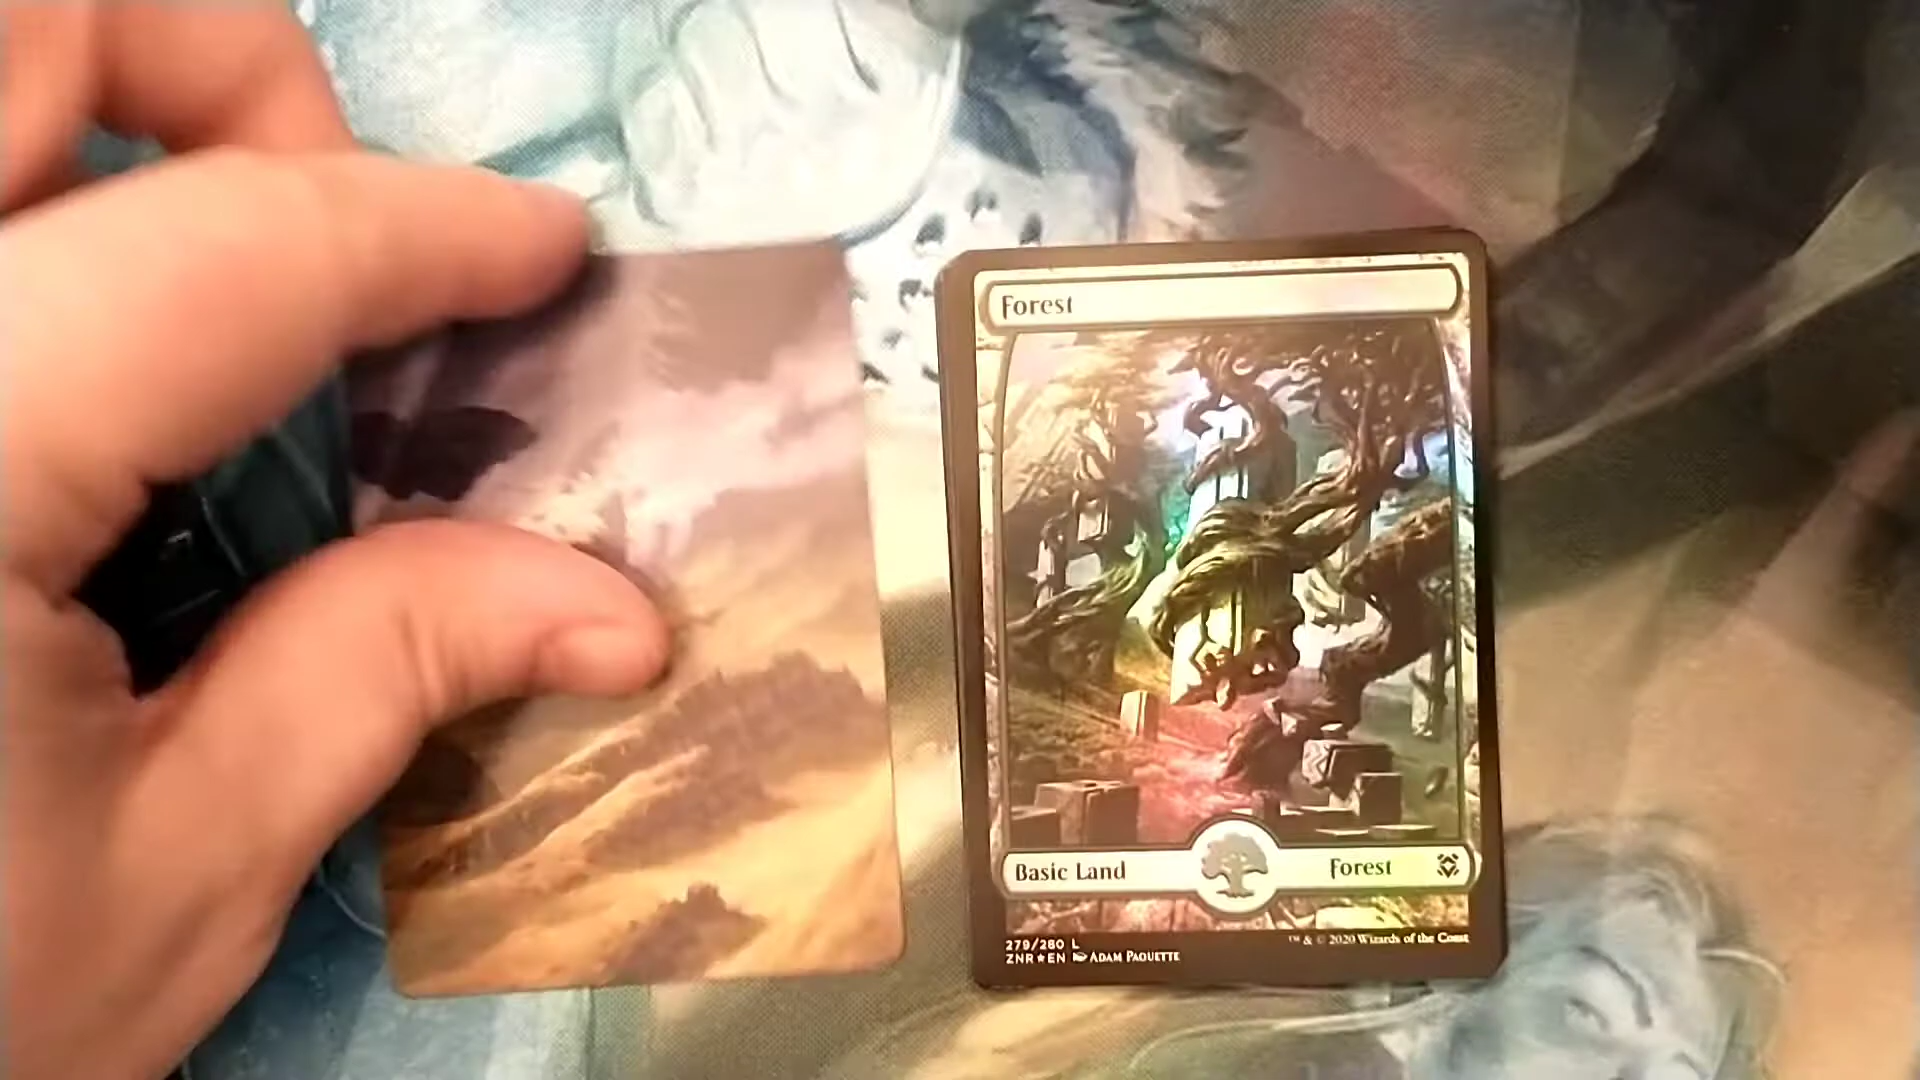 Forest
Basic Land Forest
279/280 L ™ & © 2020 Wizards of the Coast
ZNR★EN ADAM PAQUETTE